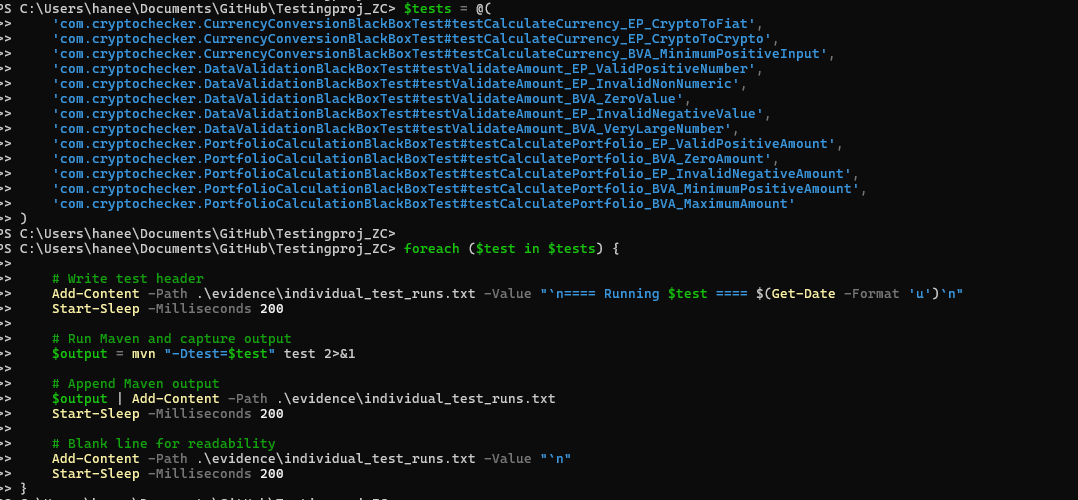 PS C:\Users\hanee\Documents\GitHub\Testingproj_ZC> $tests = @(
>>     'com.cryptochecker.CurrencyConversionBlackBoxTest#testCalculateCurrency_EP_CryptoToFiat',
>>     'com.cryptochecker.CurrencyConversionBlackBoxTest#testCalculateCurrency_EP_CryptoToCrypto',
>>     'com.cryptochecker.CurrencyConversionBlackBoxTest#testCalculateCurrency_BVA_MinimumPositiveInput',
>>     'com.cryptochecker.DataValidationBlackBoxTest#testValidateAmount_EP_ValidPositiveNumber',
>>     'com.cryptochecker.DataValidationBlackBoxTest#testValidateAmount_EP_InvalidNonNumeric',
>>     'com.cryptochecker.DataValidationBlackBoxTest#testValidateAmount_BVA_ZeroValue',
>>     'com.cryptochecker.DataValidationBlackBoxTest#testValidateAmount_EP_InvalidNegativeValue',
>>     'com.cryptochecker.DataValidationBlackBoxTest#testValidateAmount_BVA_VeryLargeNumber',
>>     'com.cryptochecker.PortfolioCalculationBlackBoxTest#testCalculatePortfolio_EP_ValidPositiveAmount',
>>     'com.cryptochecker.PortfolioCalculationBlackBoxTest#testCalculatePortfolio_BVA_ZeroAmount',
>>     'com.cryptochecker.PortfolioCalculationBlackBoxTest#testCalculatePortfolio_EP_InvalidNegativeAmount',
>>     'com.cryptochecker.PortfolioCalculationBlackBoxTest#testCalculatePortfolio_BVA_MinimumPositiveAmount',
>>     'com.cryptochecker.PortfolioCalculationBlackBoxTest#testCalculatePortfolio_BVA_MaximumAmount'
>> )
PS C:\Users\hanee\Documents\GitHub\Testingproj_ZC>
PS C:\Users\hanee\Documents\GitHub\Testingproj_ZC> foreach ($test in $tests) {
>>
>>     # Write test header
>>     Add-Content -Path .\evidence\individual_test_runs.txt -Value "`n==== Running $test ==== $(Get-Date -Format 'u')`n"
>>     Start-Sleep -Milliseconds 200
>>
>>     # Run Maven and capture output
>>     $output = mvn "-Dtest=$test" test 2>&1
>>
>>     # Append Maven output
>>     $output | Add-Content -Path .\evidence\individual_test_runs.txt
>>     Start-Sleep -Milliseconds 200
>>
>>     # Blank line for readability
>>     Add-Content -Path .\evidence\individual_test_runs.txt -Value "`n"
>>     Start-Sleep -Milliseconds 200
>> }